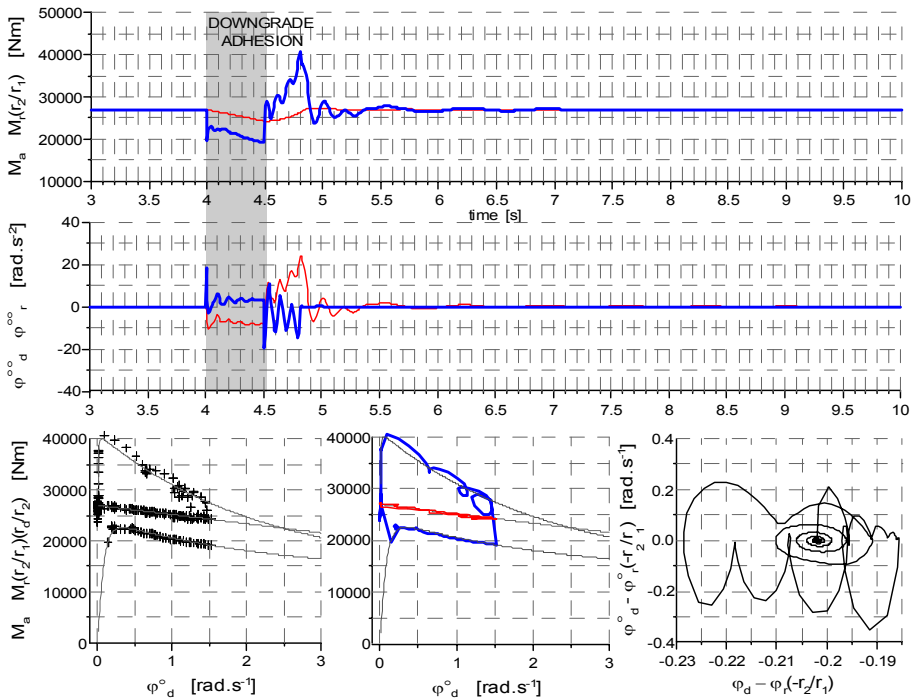 DOWNGRADE
ADHESION
Mₐ Mᵣ(r₂/r₁) [Nm]
50000
40000
30000
20000
10000
3 3.5 4 4.5 5 5.5 6 6.5 7 7.5 8 8.5 9 9.5 10
time [s]
φ°°d φ°°r [rad.s⁻²]
40
20
0
-20
-40
3 3.5 4 4.5 5 5.5 6 6.5 7 7.5 8 8.5 9 9.5 10
Mₐ Mᵣ(r₂/r₁)(r_d/r₂) [Nm]
40000
30000
20000
10000
0
0 1 2 3
φ°d [rad.s⁻¹]
40000
30000
20000
10000
0
0 1 2 3
φ°d [rad.s⁻¹]
φ°d - φ°r(-r₂/r₁) [rad.s⁻¹]
0.4
0.2
0.0
-0.2
-0.4
-0.23 -0.22 -0.21 -0.2 -0.19
φd – φr(-r₂/r₁)